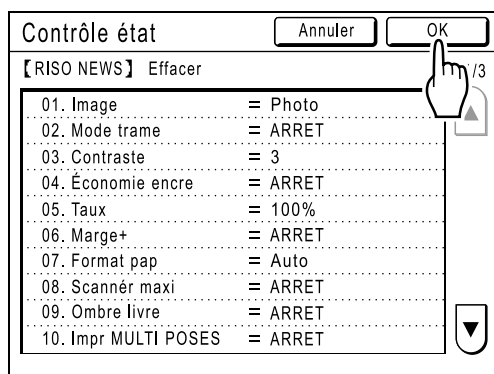 Contrôle état Annuler OK
【RISO NEWS】 Effacer /3
01. Image = Photo
02. Mode trame = ARRET
03. Contraste = 3
04. Économie encre = ARRET
05. Taux = 100%
06. Marge+ = ARRET
07. Format pap = Auto
08. Scannér maxi = ARRET
09. Ombre livre = ARRET
10. Impr MULTI POSES = ARRET